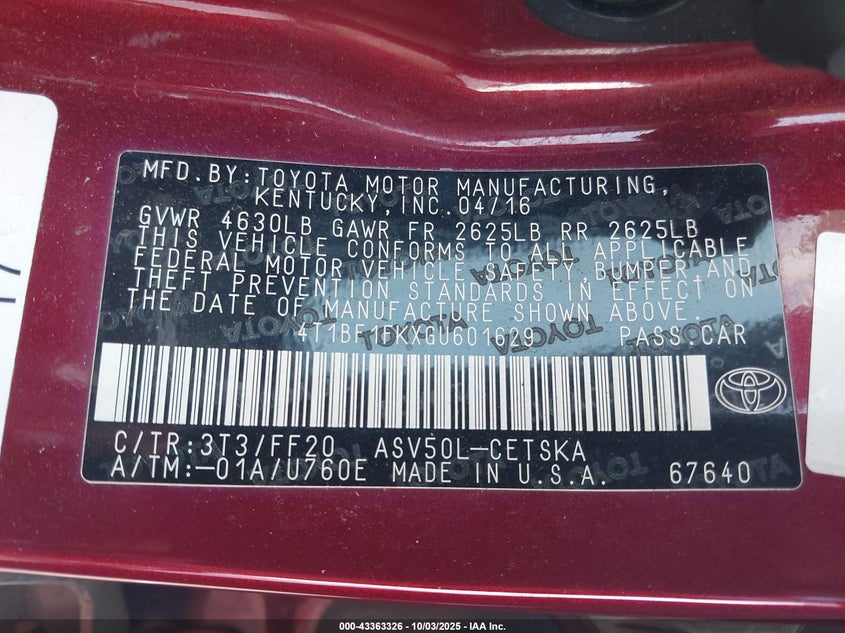 MFD.BY:TOYOTA MOTOR MANUFACTURING,
KENTUCKY,INC.04/16
GVWR 4630LB GAWR FR 2625LB RR 2625LB
THIS VEHICLE CONFORMS TO ALL APPLICABLE
FEDERAL MOTOR VEHICLE SAFETY BUMPER AND
THEFT PREVENTION STANDARDS IN EFFECT ON
THE DATE OF MANUFACTURE SHOWN ABOVE.
PASS CAR
C/TR:3T3/FF20 ASV50L-CETSKA
A/TM:-01A/U760E MADE IN U.S.A. 67640
000-43363326 - 10/03/2025 - IAA Inc.